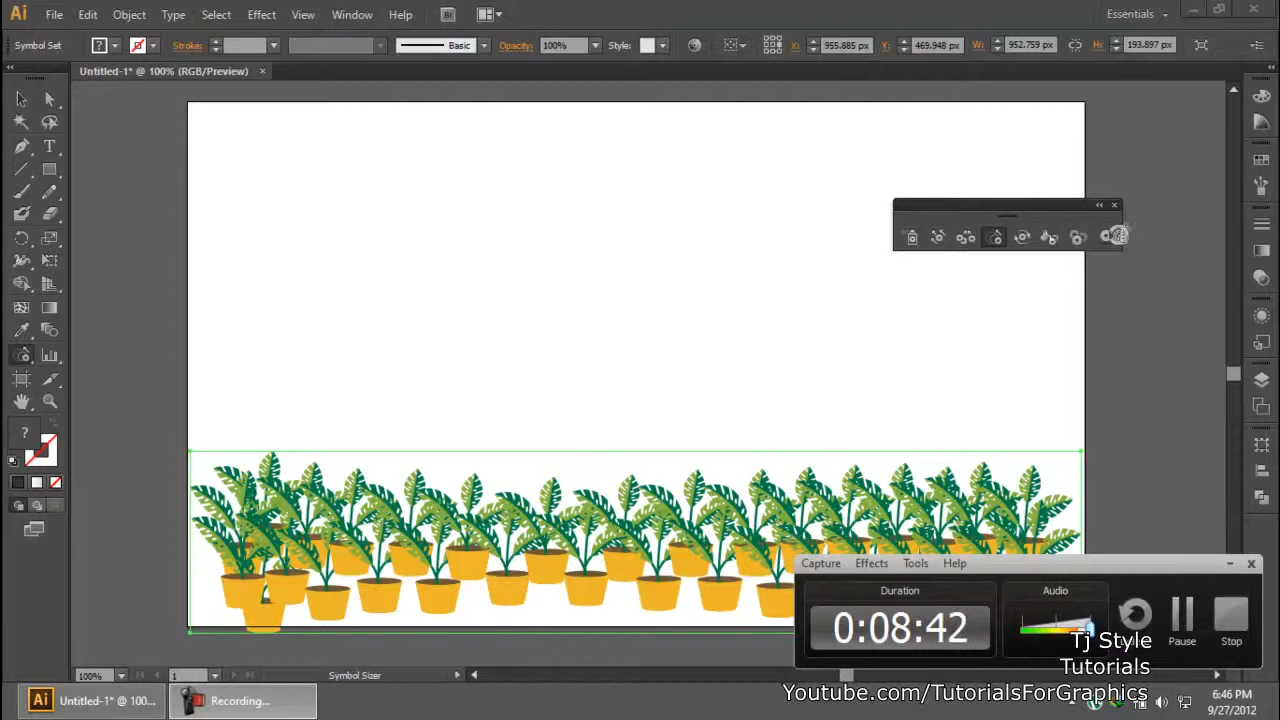 Ai File Edit Object Type Select Effect View Window Help Br Essentials
Symbol Set ? Stroke: Basic Opacity: 100% Style: X: 955.885 px Y: 469.948 px W: 952.759 px H: 193.897 px
Untitled-1* @ 100% (RGB/Preview)
T
?
Capture Effects Tools Help
Duration Audio
0:08:42
Pause Stop
Tj Style
Tutorials
Youtube.com/TutorialsForGraphics
100% 1 Symbol Sizer
Ai Untitled-1* @ 100... Recording...
6:46 PM
9/27/2012